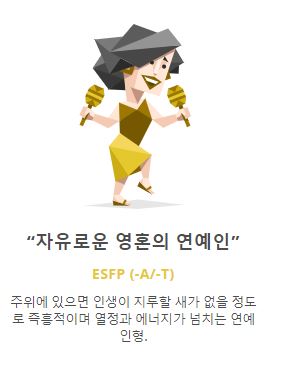 “자유로운 영혼의 연예인”
ESFP (-A/-T)
주위에 있으면 인생이 지루할 새가 없을 정도
로 즉흥적이며 열정과 에너지가 넘치는 연예
인형.